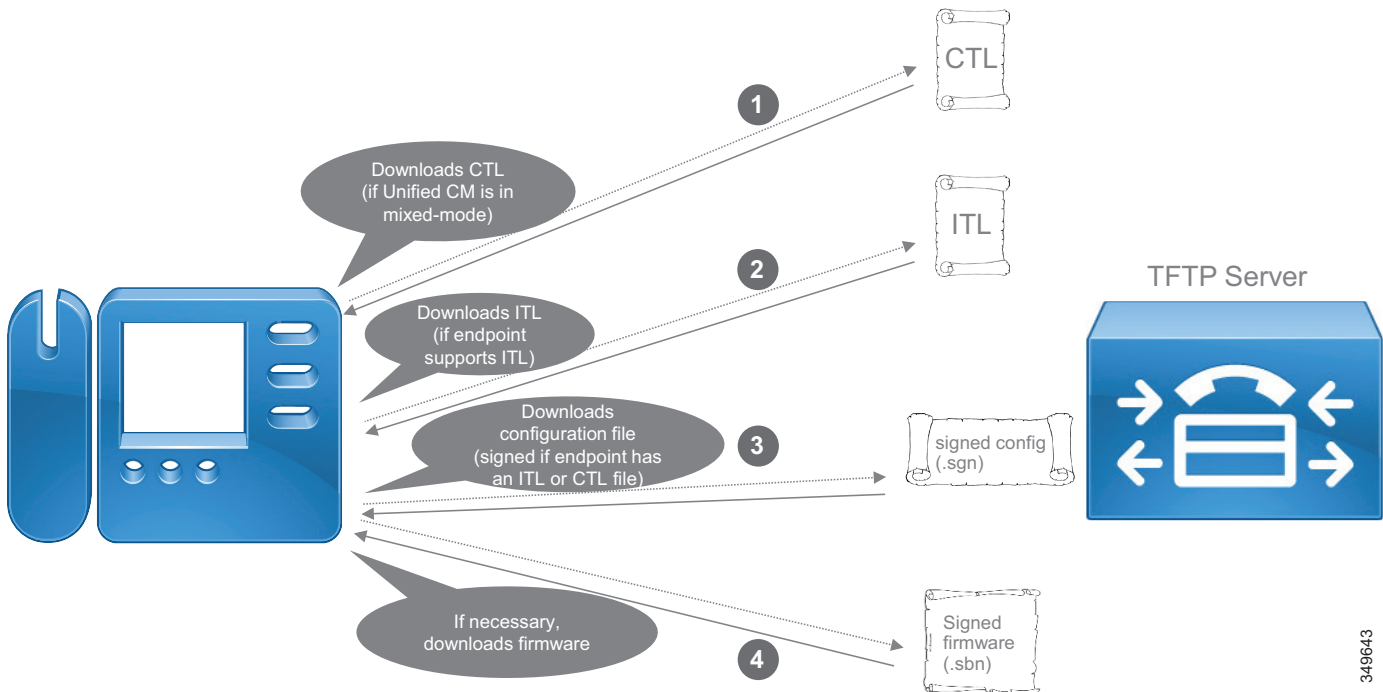 CTL
1
Downloads CTL
(if Unified CM is in
mixed-mode)
ITL
2
TFTP Server
Downloads ITL
(if endpoint
supports ITL)
Downloads
configuration file
(signed if endpoint has
an ITL or CTL file)
3
signed config
(.sgn)
If necessary,
downloads firmware
4
Signed
firmware
(.sbn)
349643